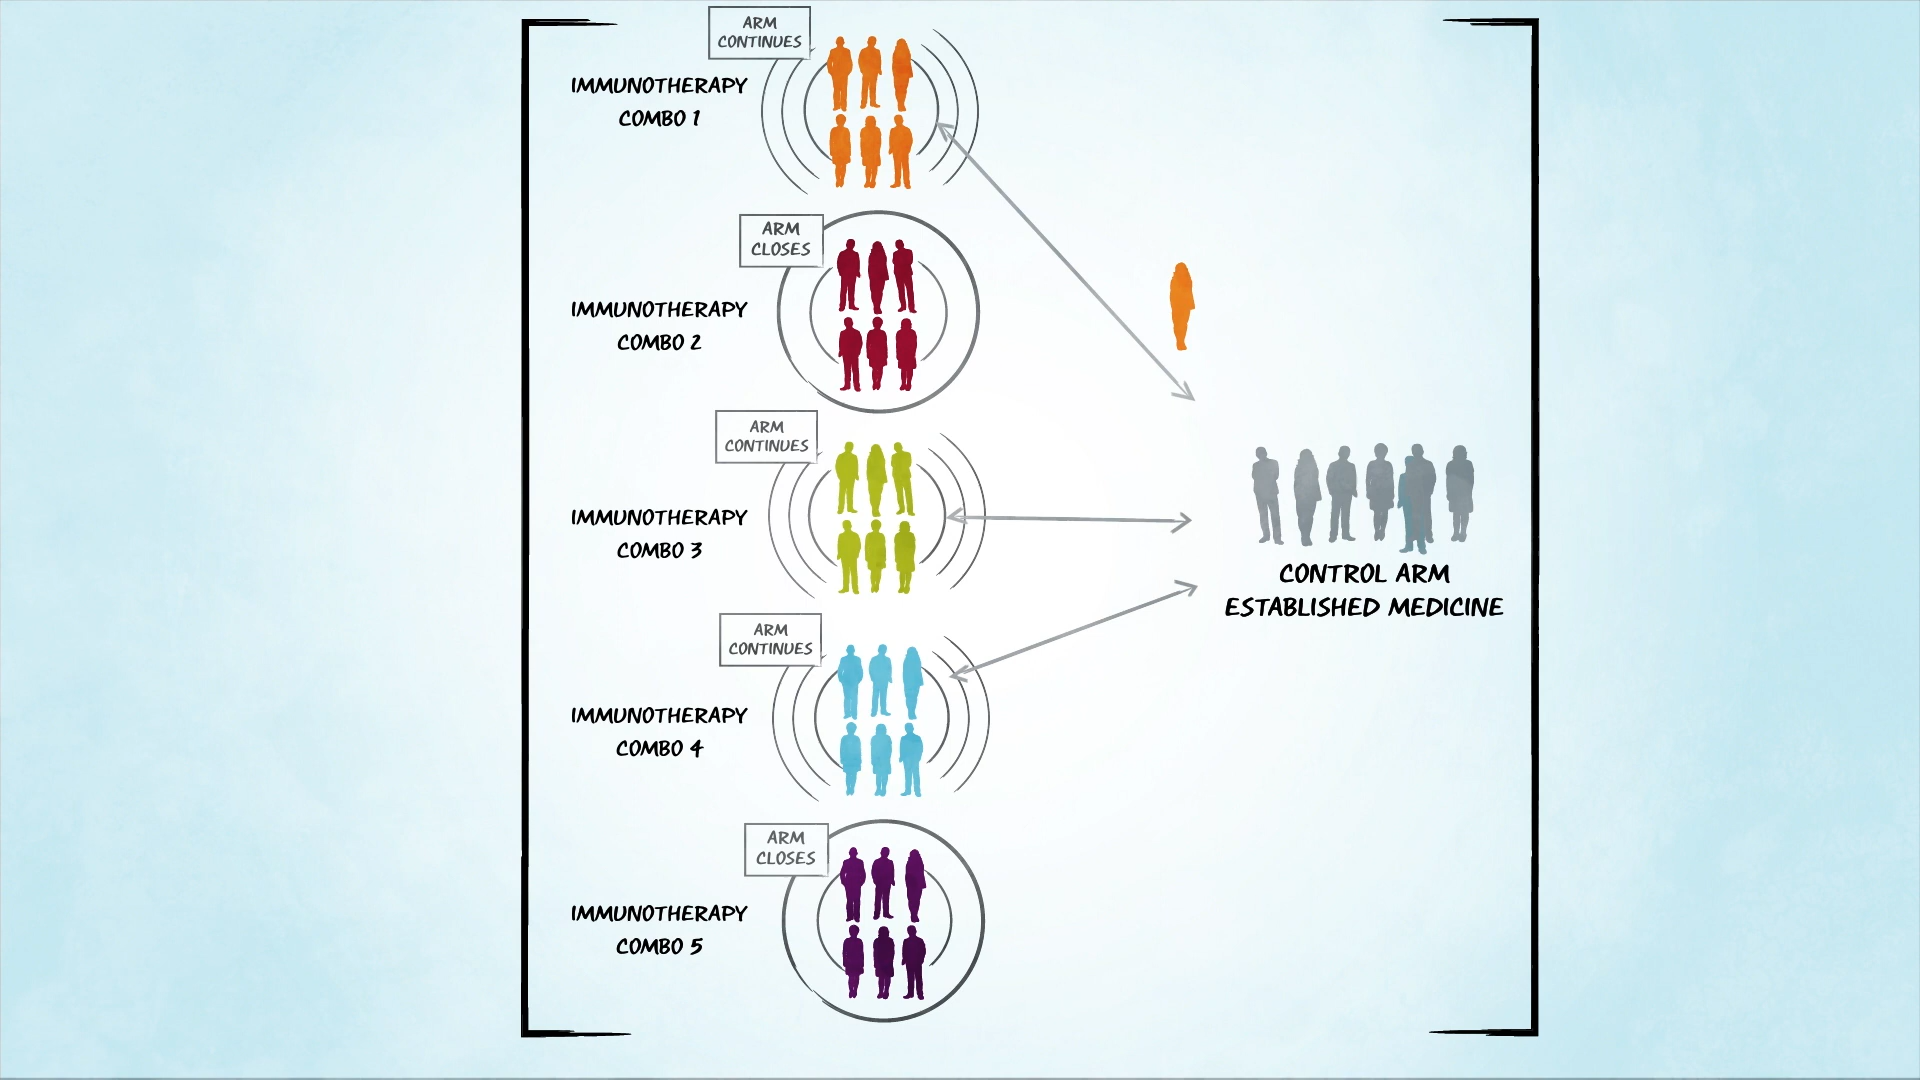 ARM
CONTINUES
IMMUNOTHERAPY
COMBO 1
ARM
CLOSES
IMMUNOTHERAPY
COMBO 2
ARM
CONTINUES
IMMUNOTHERAPY
COMBO 3
CONTROL ARM
ESTABLISHED MEDICINE
ARM
CONTINUES
IMMUNOTHERAPY
COMBO 4
ARM
CLOSES
IMMUNOTHERAPY
COMBO 5